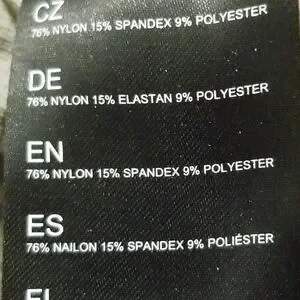 CZ
76% NYLON 15% SPANDEX 9% POLYESTER
DE
76% NYLON 15% ELASTAN 9% POLYESTER
EN
76% NYLON 15% SPANDEX 9% POLYESTER
ES
76% NAILON 15% SPANDEX 9% POLIÉSTER